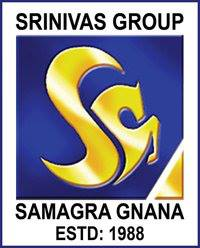 SRINIVAS GROUP
SAMAGRA GNANA
ESTD: 1988